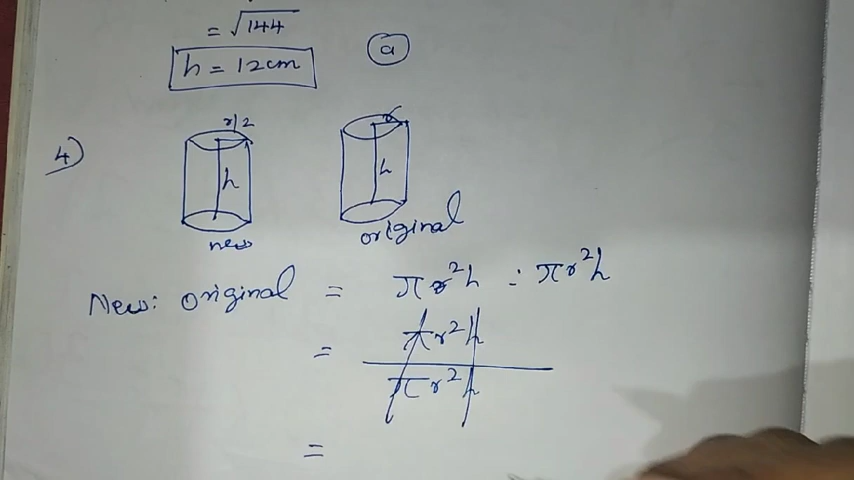 = √144
h = 12cm
a
4)
r/2
r
h
h
new
original
New: Original = πr²h : πr²h
= πr²h
πr²h
=